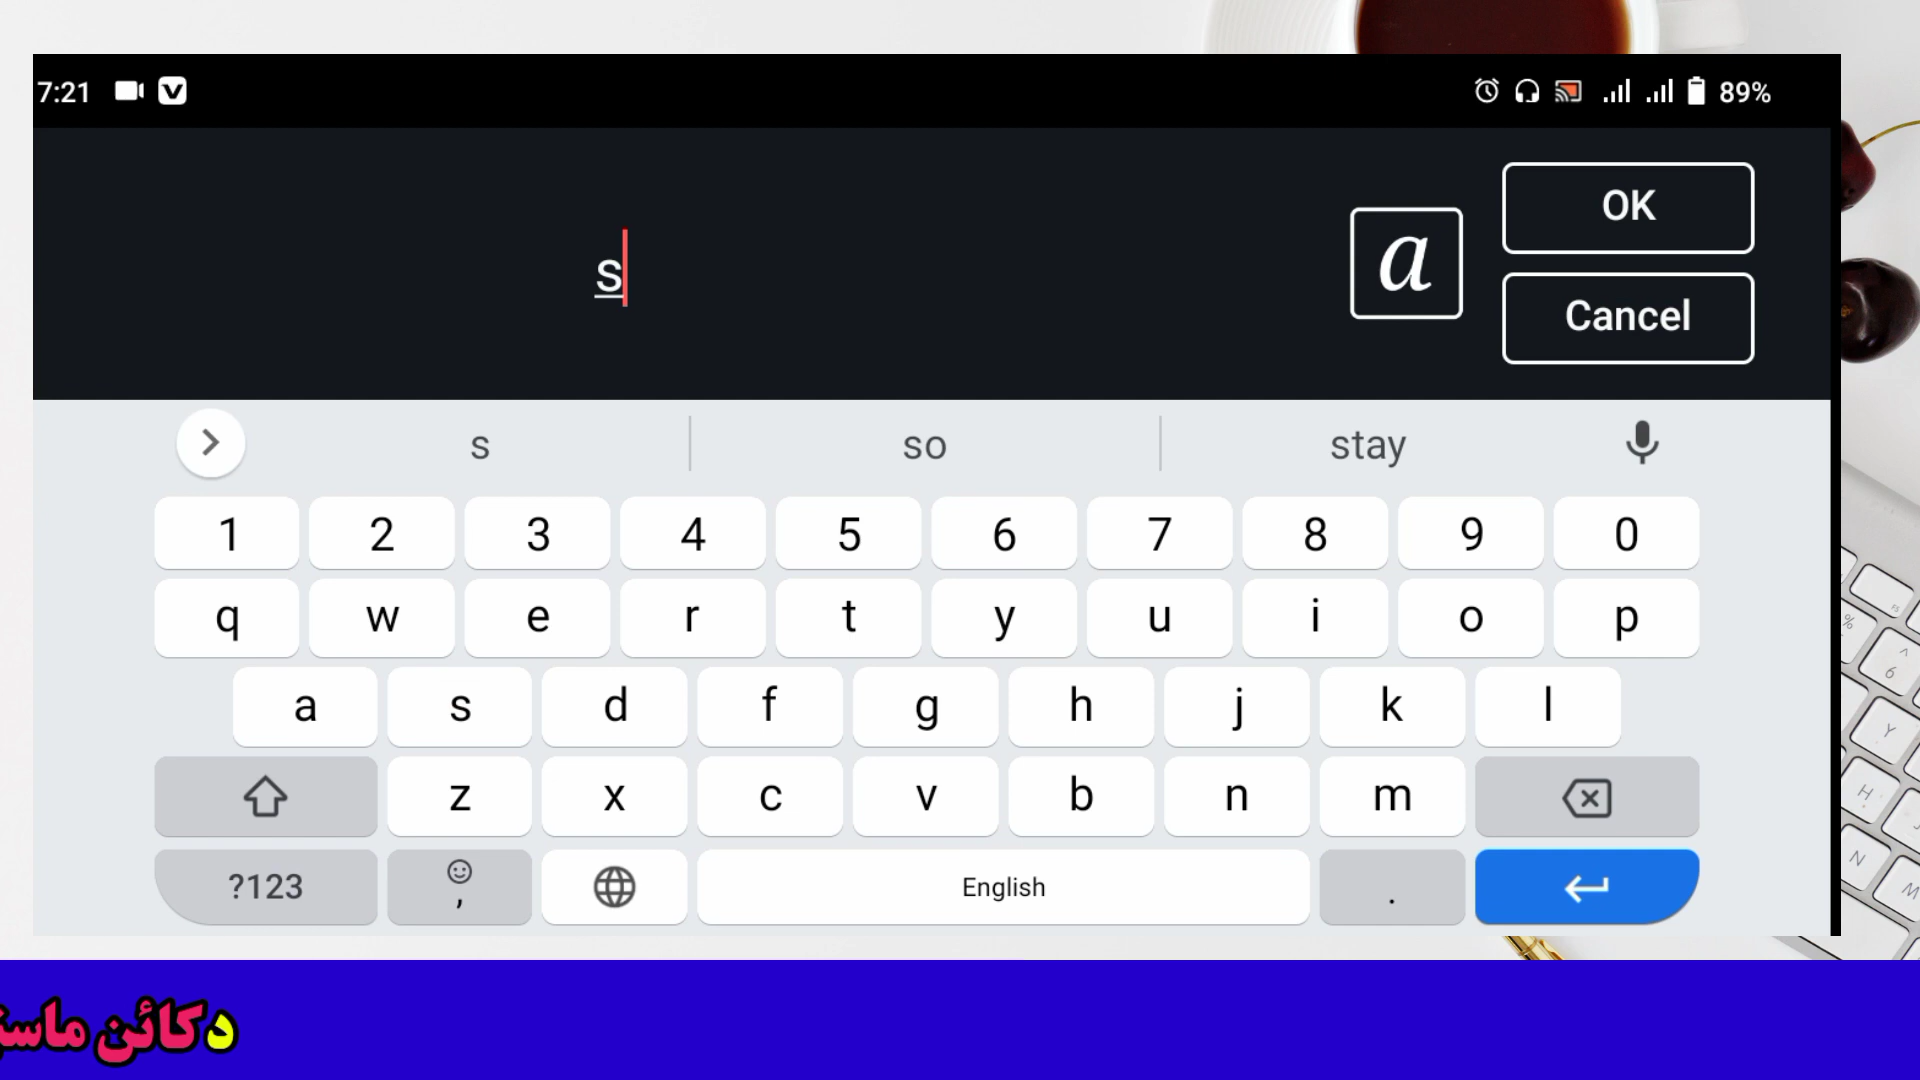 7:21 89%
OK
s
a
Cancel
s so stay
1 2 3 4 5 6 7 8 9 0
q w e r t y u i o p
a s d f g h j k l
z x c v b n m
?123 , English .
دکائن